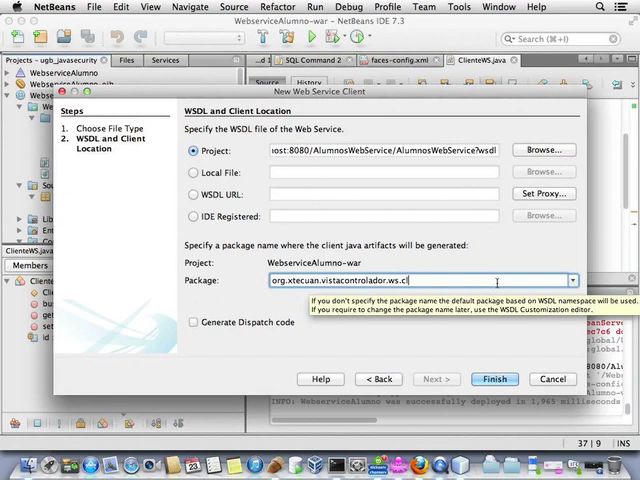 NetBeans File Edit View Navigate Source Refactor Run Debug Profile Team Tools Window Help
WebserviceAlumno-war - NetBeans IDE 7.3
Search (⌘I)
Projects - ugb_javasecurity Files Services
...d 1 SQL Command 2 faces-config.xml ClienteWS.java
WebserviceAlumno
Source History
New Web Service Client
Steps
1. Choose File Type
2. WSDL and Client Location
WSDL and Client Location
Specify the WSDL file of the Web Service.
Project: ost:8080/AlumnosWebService/AlumnosWebService?wsdl Browse...
Local File: Browse...
WSDL URL: Set Proxy...
IDE Registered: Browse...
Specify a package name where the client java artifacts will be generated:
Project: WebserviceAlumno-war
Package: org.xtecuan.vistacontrolador.ws.cl
If you don't specify the package name the default package based on WSDL namespace will be used.
If you require to change the package name later, use the WSDL Customization editor.
Generate Dispatch code
Help < Back Next > Finish Cancel
ClienteWS.java
Members
INFO: WebserviceAlumno was successfully deployed in 1,965 milliseconds
37 | 9 INS